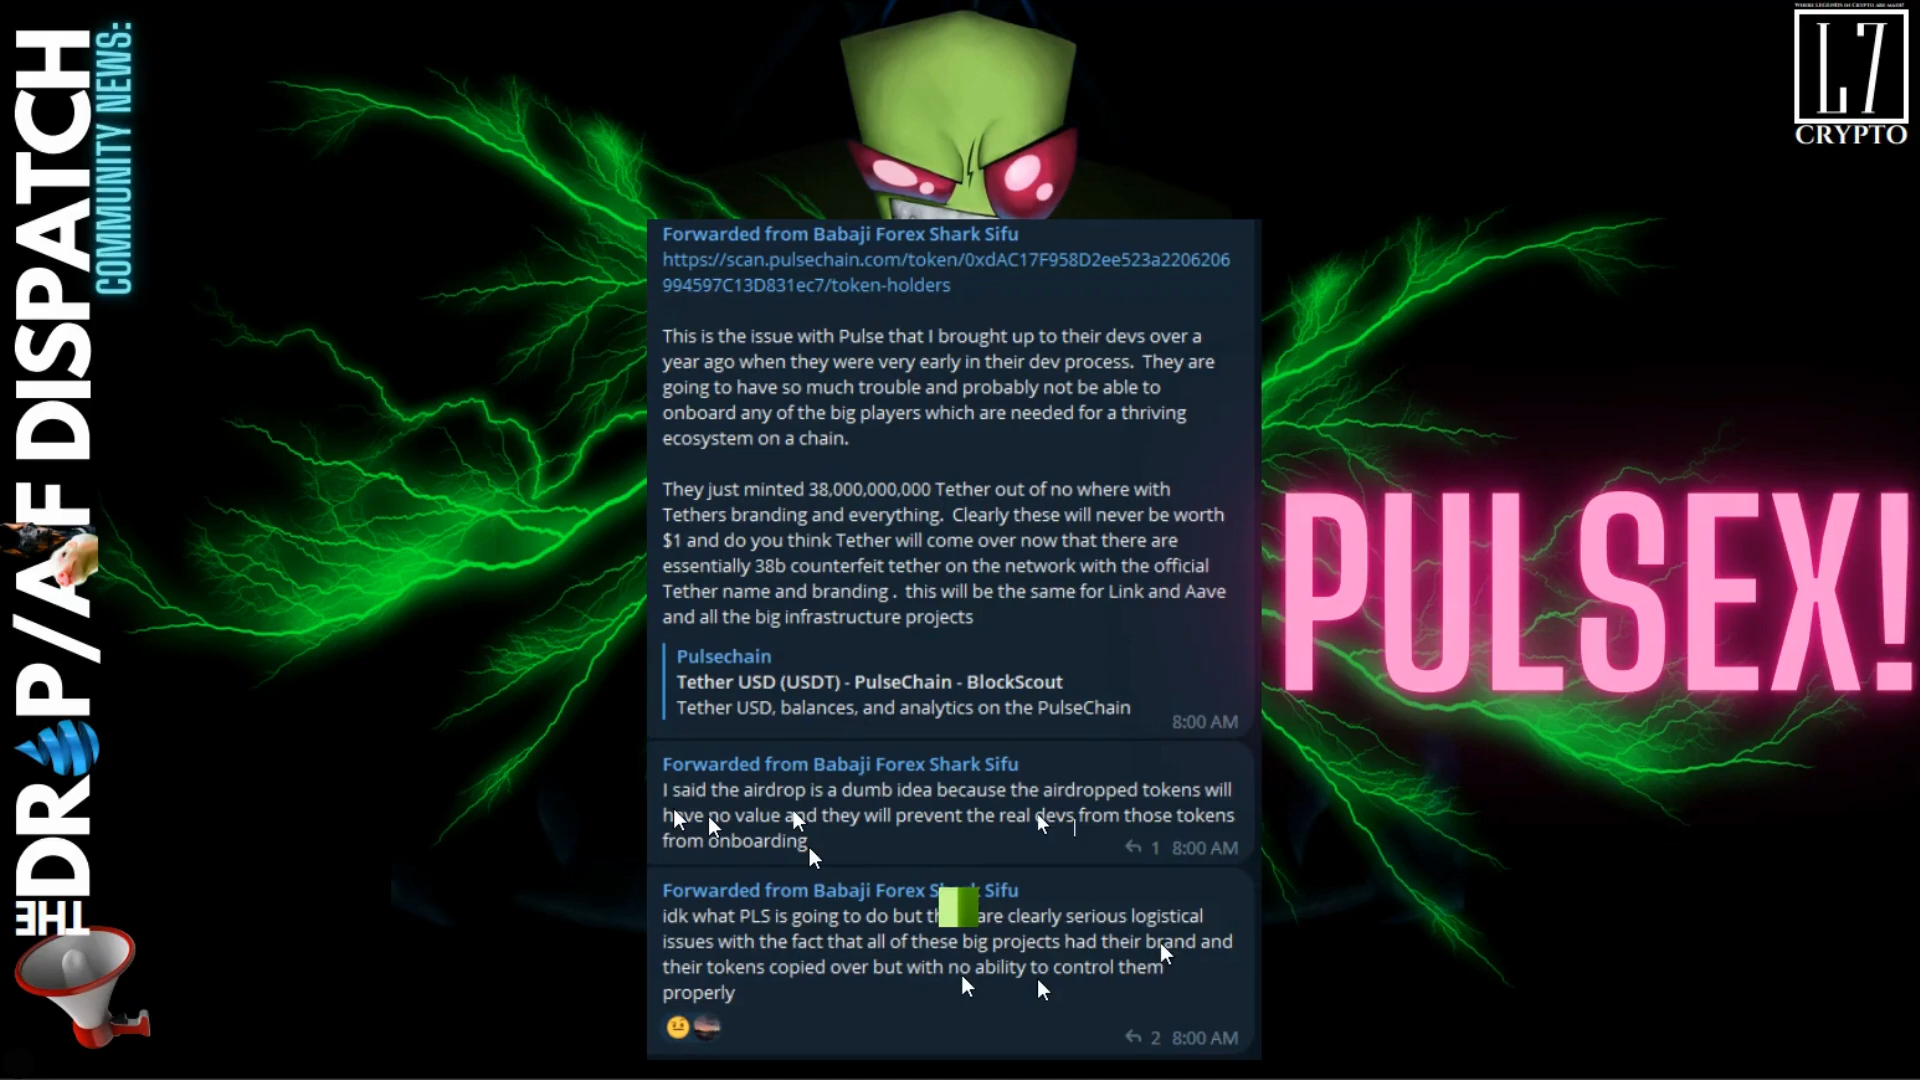 THE DROP/AF DISPATCH
COMMUNITY NEWS:
WHERE LEGENDS IN CRYPTO ARE MADE!
L7
CRYPTO
Forwarded from Babaji Forex Shark Sifu
https://scan.pulsechain.com/token/0xdAC17F958D2ee523a2206206
994597C13D831ec7/token-holders
This is the issue with Pulse that I brought up to their devs over a
year ago when they were very early in their dev process. They are
going to have so much trouble and probably not be able to
onboard any of the big players which are needed for a thriving
ecosystem on a chain.
They just minted 38,000,000,000 Tether out of no where with
Tethers branding and everything. Clearly these will never be worth
$1 and do you think Tether will come over now that there are
essentially 38b counterfeit tether on the network with the official
Tether name and branding . this will be the same for Link and Aave
and all the big infrastructure projects
Pulsechain
Tether USD (USDT) - PulseChain - BlockScout
Tether USD, balances, and analytics on the PulseChain
8:00 AM
Forwarded from Babaji Forex Shark Sifu
I said the airdrop is a dumb idea because the airdropped tokens will
have no value and they will prevent the real devs from those tokens
from onboarding
1 8:00 AM
Forwarded from Babaji Forex Shark Sifu
idk what PLS is going to do but are clearly serious logistical
issues with the fact that all of these big projects had their brand and
their tokens copied over but with no ability to control them
properly
2 8:00 AM
PULSEX!